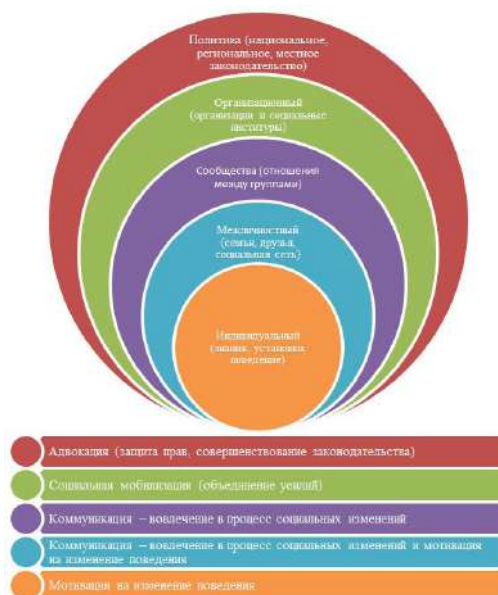 Политика (национальное,
региональное, местное
законодательство)
Организационный
(организации и социальные
институты)
Сообщества (отношения
между группами)
Межличностный
(семьи, друзья,
социальная сеть)
Индивидуальный
(знания, установки,
поведение)
Адвокация (защита прав, совершенствование законодательства)
Социальная мобилизация (объединение усилий)
Коммуникация – вовлечение в процесс социальных изменений
Коммуникация – вовлечение в процесс социальных изменений и мотивация
на изменение поведения
Мотивация на изменение поведения